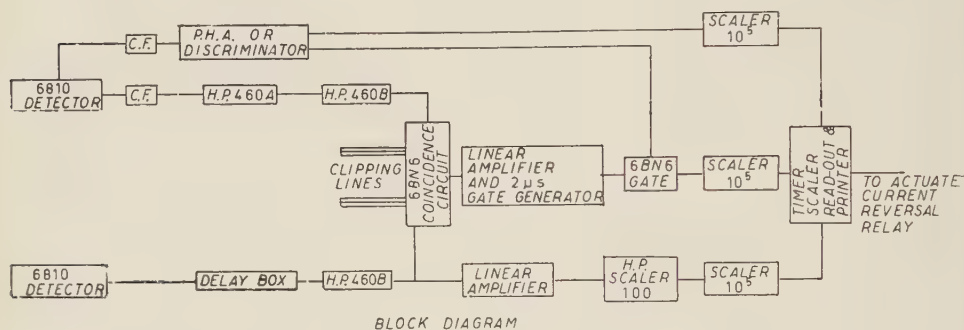 C.F.
P.H.A. OR
DISCRIMINATOR
SCALER
10⁵
6810
DETECTOR
C.F.
H.P. 460A
H.P. 460B
CLIPPING
LINES
6BN6
COINCIDENCE
CIRCUIT
LINEAR
AMPLIFIER
AND 2 µs
GATE GENERATOR
6BN6
GATE
SCALER
10⁵
TIMER
SCALER
READ-OUT &
PRINTER
TO ACTUATE
CURRENT
REVERSAL
RELAY
6810
DETECTOR
DELAY BOX
H.P. 460B
LINEAR
AMPLIFIER
H.P.
SCALER
100
SCALER
10⁵
BLOCK DIAGRAM